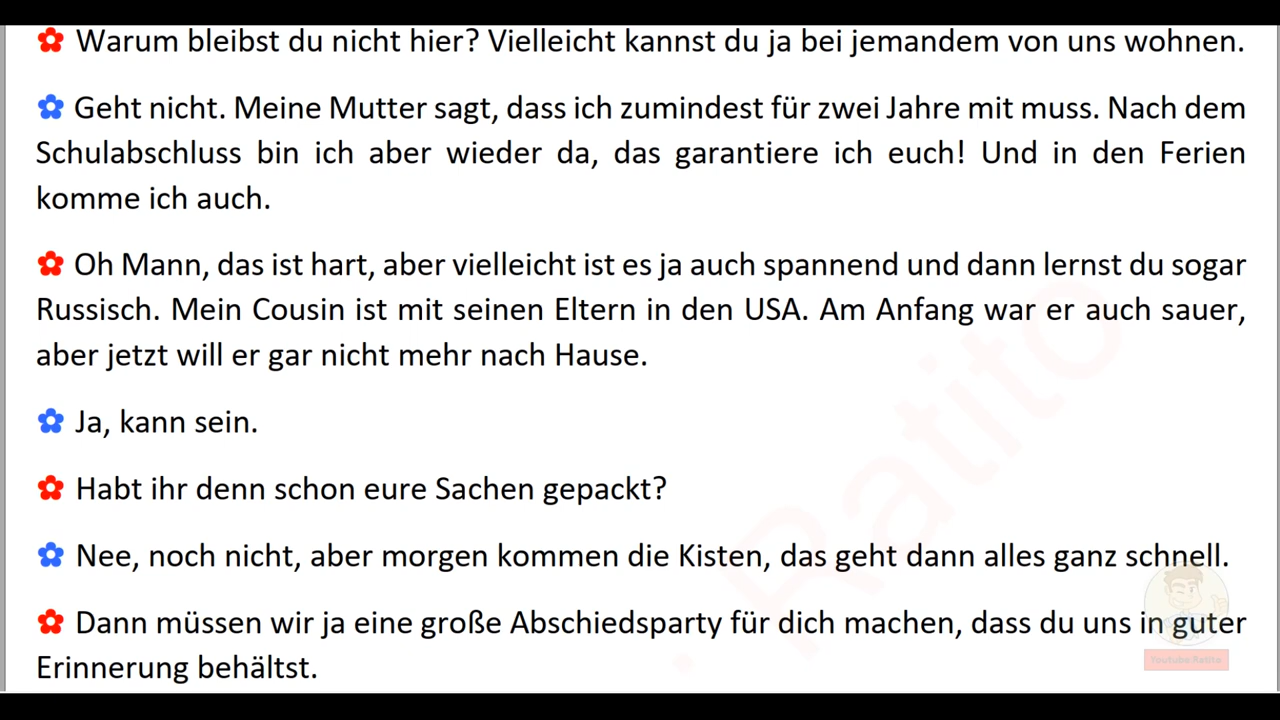 Warum bleibst du nicht hier? Vielleicht kannst du ja bei jemandem von uns wohnen.
Geht nicht. Meine Mutter sagt, dass ich zumindest für zwei Jahre mit muss. Nach dem
Schulabschluss bin ich aber wieder da, das garantiere ich euch! Und in den Ferien
komme ich auch.
Oh Mann, das ist hart, aber vielleicht ist es ja auch spannend und dann lernst du sogar
Russisch. Mein Cousin ist mit seinen Eltern in den USA. Am Anfang war er auch sauer,
aber jetzt will er gar nicht mehr nach Hause.
Ja, kann sein.
Habt ihr denn schon eure Sachen gepackt?
Nee, noch nicht, aber morgen kommen die Kisten, das geht dann alles ganz schnell.
Dann müssen wir ja eine große Abschiedsparty für dich machen, dass du uns in guter
Erinnerung behältst.
Ratito
Youtube Ratito